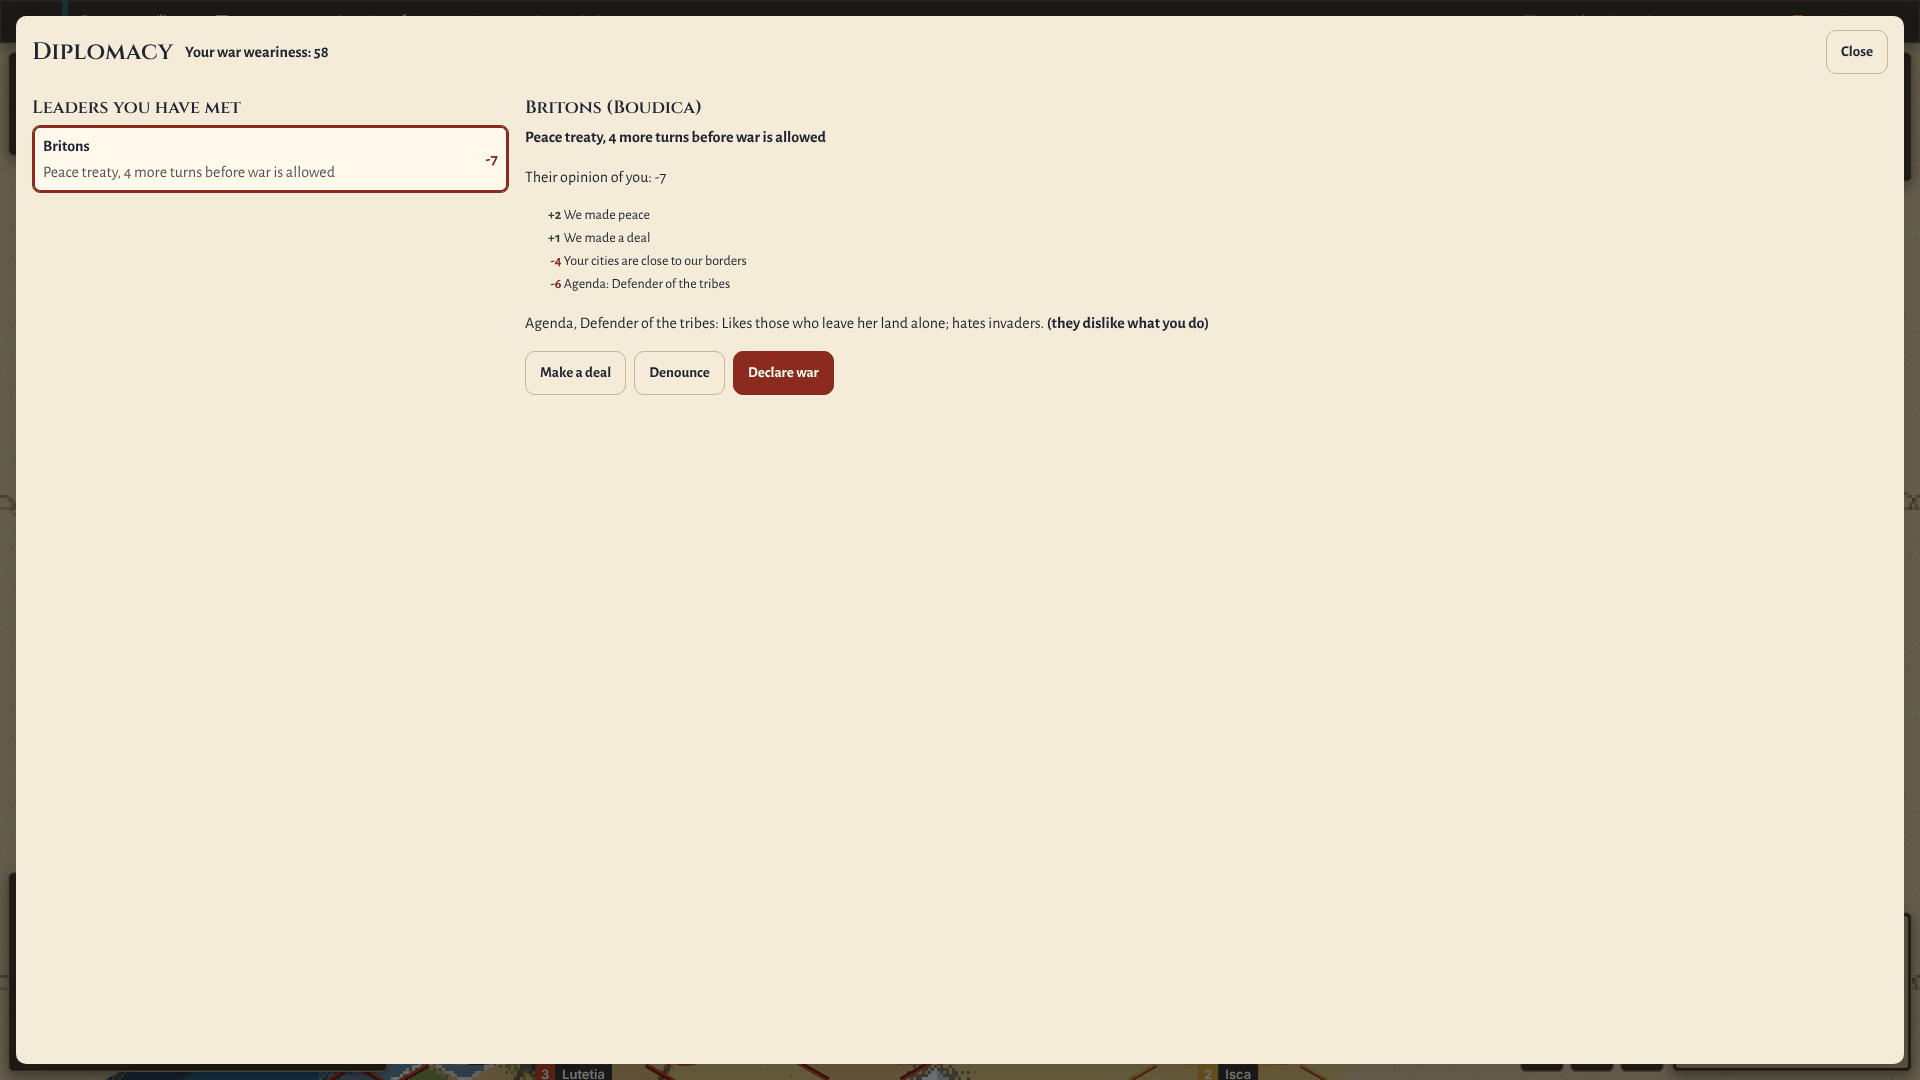 Diplomacy Your war weariness: 58
Close
Leaders you have met
Britons
Peace treaty, 4 more turns before war is allowed
-7
Britons (Boudica)
Peace treaty, 4 more turns before war is allowed
Their opinion of you: -7
+2 We made peace
+1 We made a deal
-4 Your cities are close to our borders
-6 Agenda: Defender of the tribes
Agenda, Defender of the tribes: Likes those who leave her land alone; hates invaders. (they dislike what you do)
Make a deal
Denounce
Declare war
3 Lutetia
2 Isca